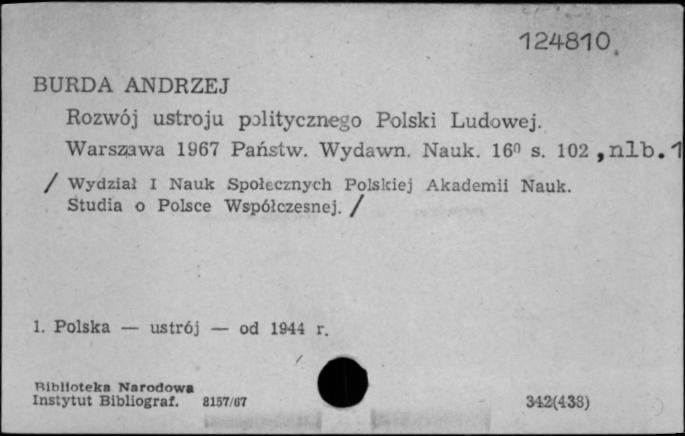 124810
BURDA ANDRZEJ
Rozwój ustroju politycznego Polski Ludowej.
Warszawa 1967 Państw. Wydawn. Nauk. 16⁰ s. 102 ,nlb.1
/ Wydział I Nauk Społecznych Polskiej Akademii Nauk.
Studia o Polsce Współczesnej. /
1. Polska — ustrój — od 1944 r.
Biblioteka Narodowa
Instytut Bibliograf. 8157/67 342(438)